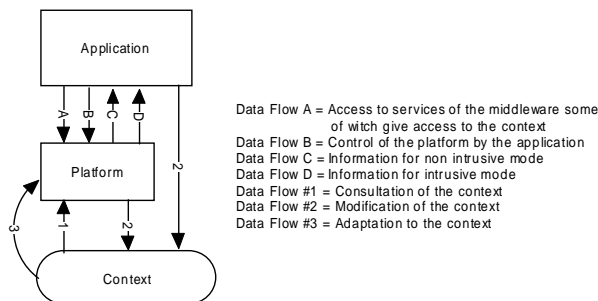 Application
A
B
C
D
2
Platform
3
1
2
Context
Data Flow A = Access to services of the middleware some
of witch give access to the context
Data Flow B = Control of the platform by the application
Data Flow C = Information for non intrusive mode
Data Flow D = Information for intrusive mode
Data Flow #1 = Consultation of the context
Data Flow #2 = Modification of the context
Data Flow #3 = Adaptation to the context